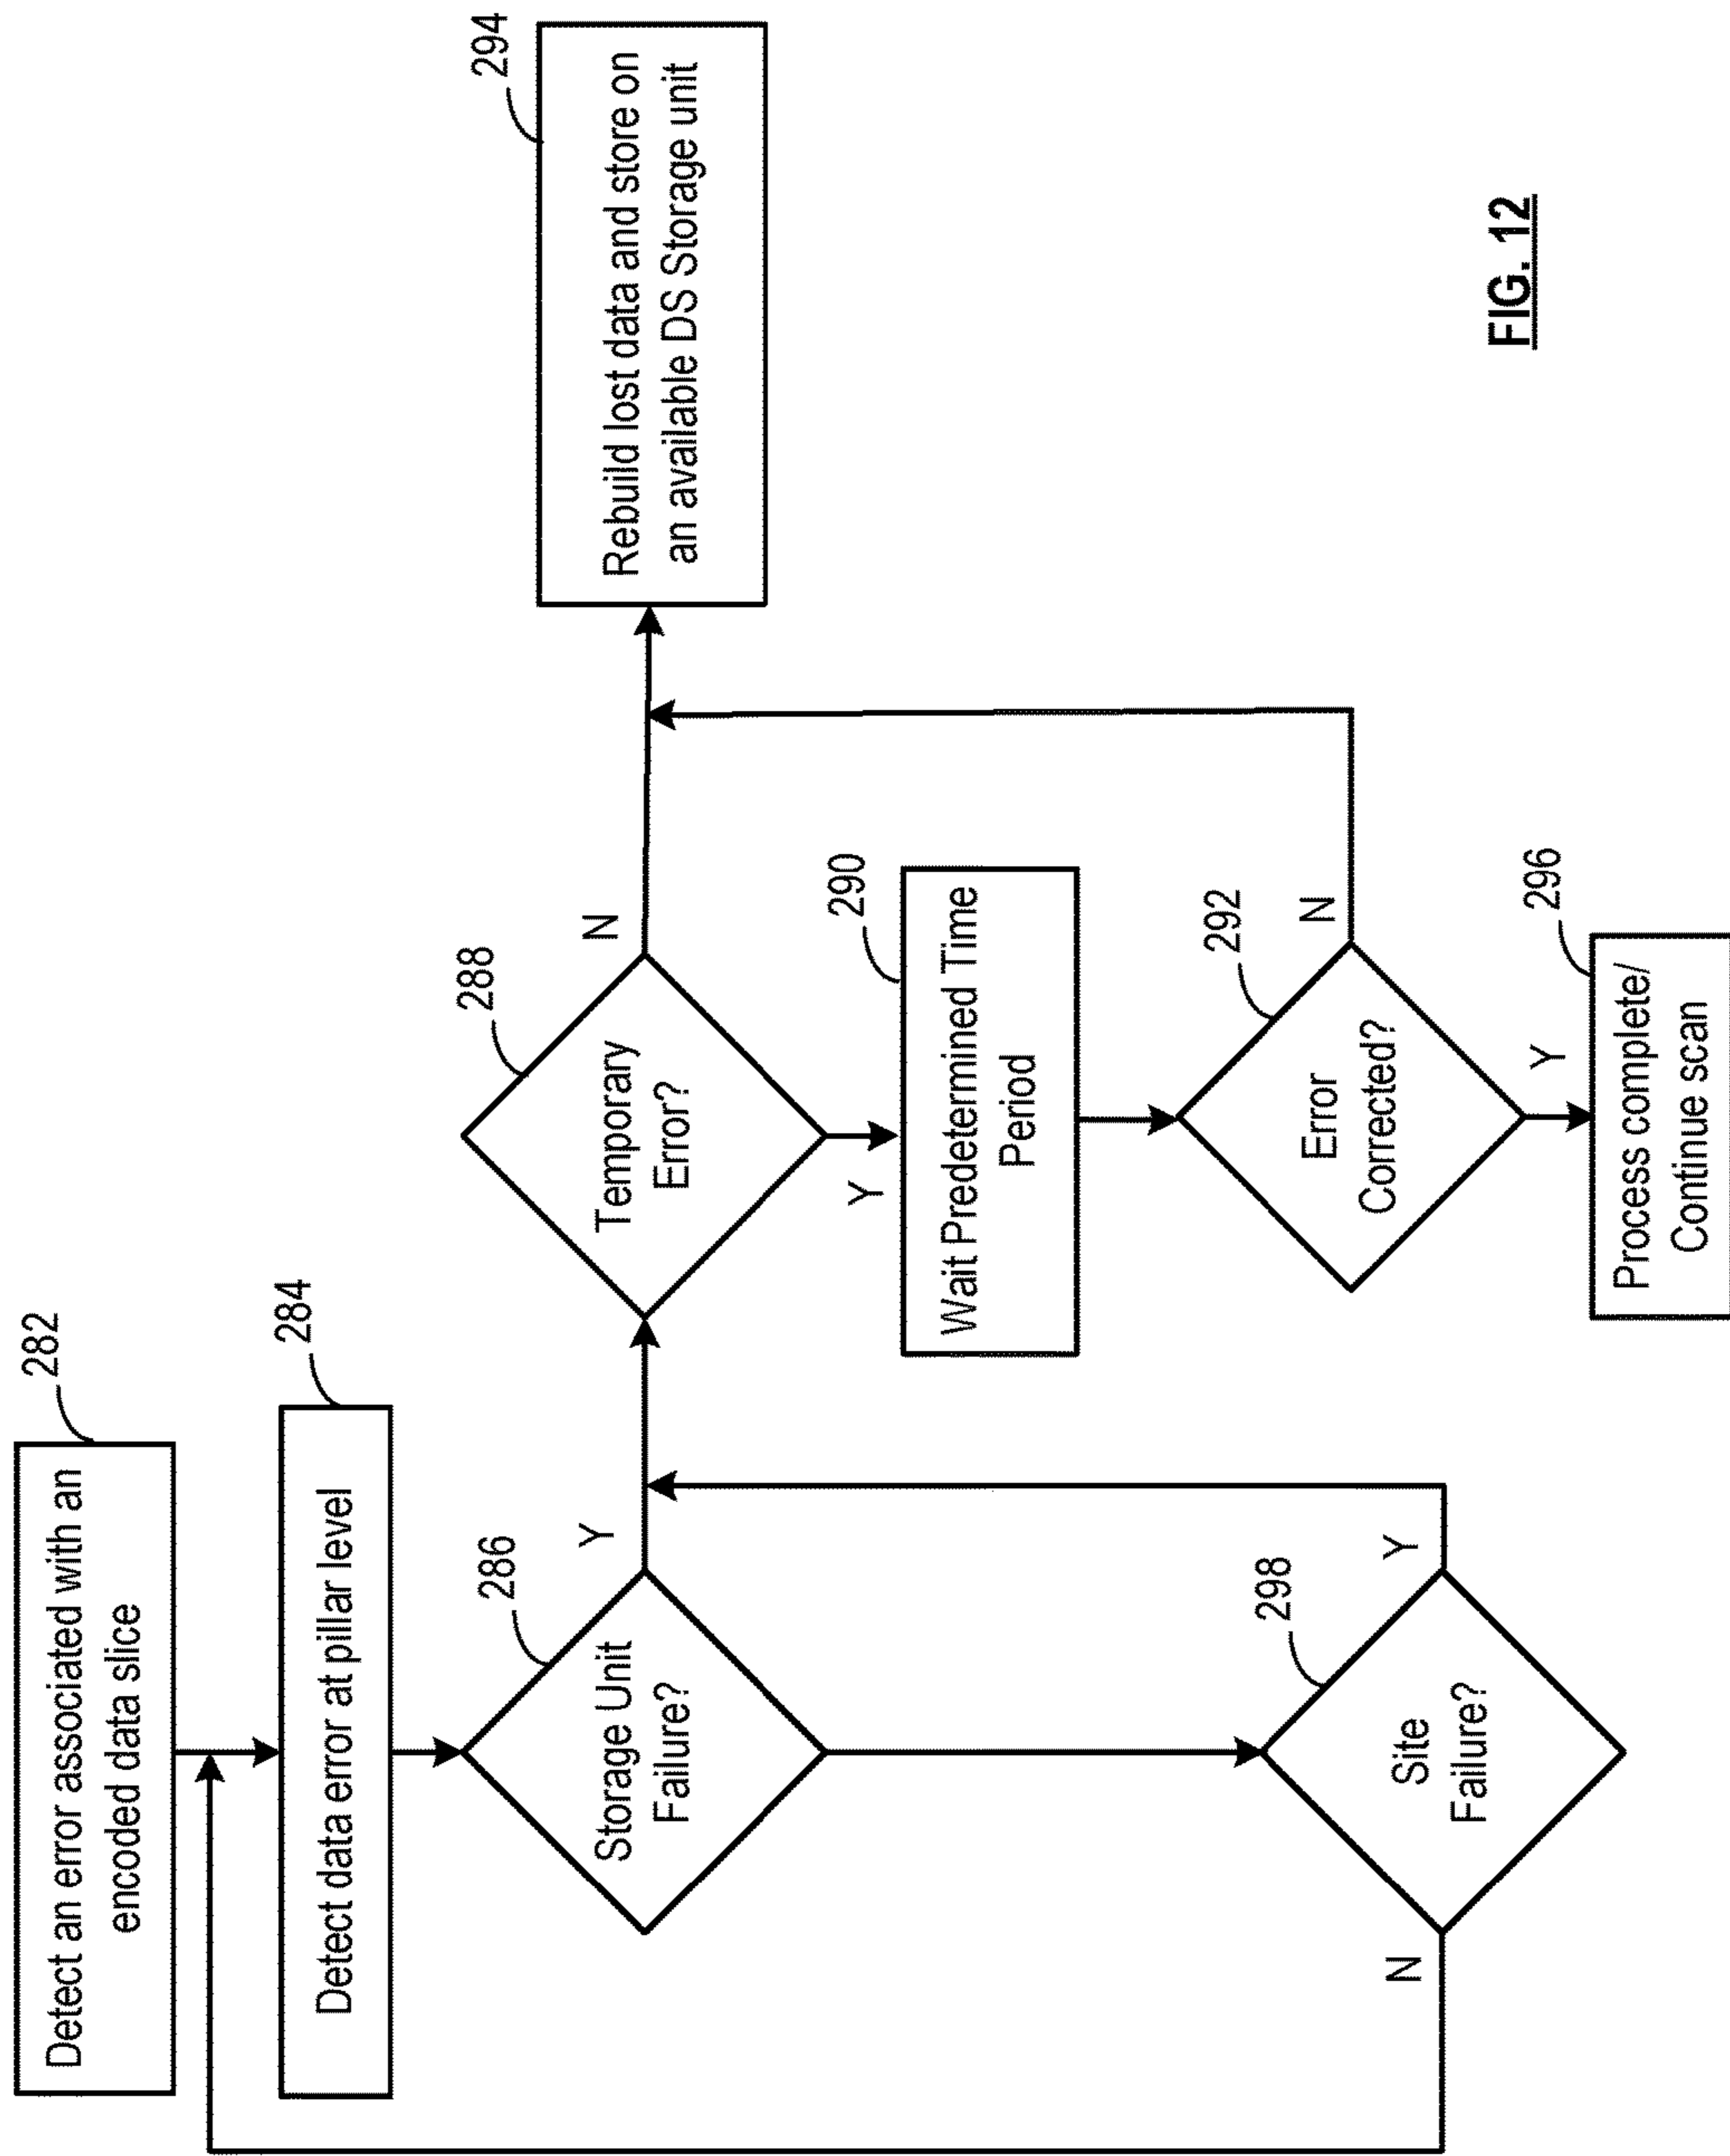 282
Detect an error associated with an
encoded data slice
284
Detect data error at pillar level
286
Storage Unit
Failure?
Y
288
Temporary
Error?
N
294
Rebuild lost data and store on
an available DS Storage unit
Y
290
Wait Predetermined Time
Period
292
Error
Corrected?
N
Y
296
Process complete/
Continue scan
298
Site
Failure?
Y
N
FIG. 12